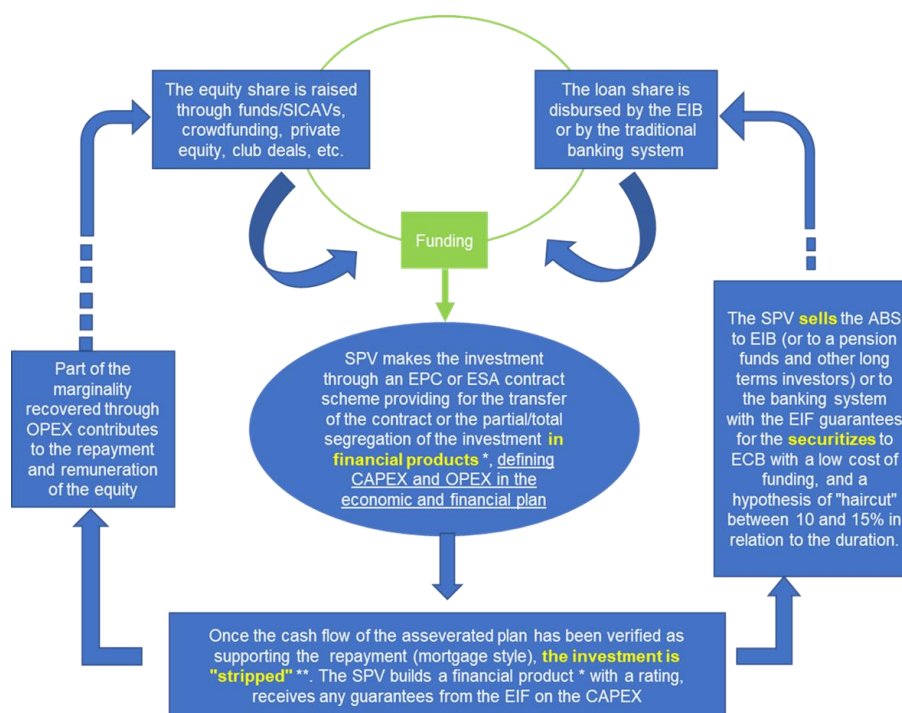 The equity share is raised
through funds/SICAVs,
crowdfunding, private
equity, club deals, etc.
The loan share is
disbursed by the EIB
or by the traditional
banking system
Funding
SPV makes the investment
through an EPC or ESA contract
scheme providing for the transfer
of the contract or the partial/total
segregation of the investment in
financial products *, defining
CAPEX and OPEX in the
economic and financial plan
Part of the
marginality
recovered through
OPEX contributes
to the repayment
and remuneration
of the equity
The SPV sells the ABS
to EIB (or to a pension
funds and other long
terms investors) or to
the banking system
with the EIF guarantees
for the securitizes to
ECB with a low cost of
funding, and a
hypothesis of "haircut"
between 10 and 15% in
relation to the duration.
Once the cash flow of the asseverated plan has been verified as
supporting the repayment (mortgage style), the investment is
"stripped" **. The SPV builds a financial product * with a rating,
receives any guarantees from the EIF on the CAPEX